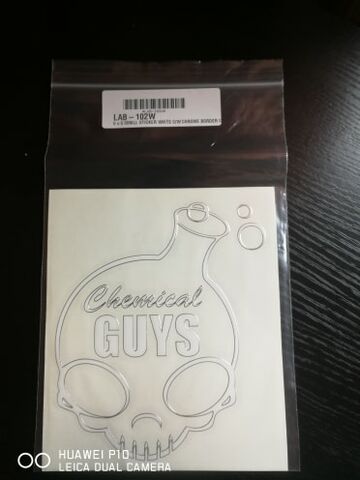 LAB - 102W
Chemical
GUYS
HUAWEI P10
LEICA DUAL CAMERA